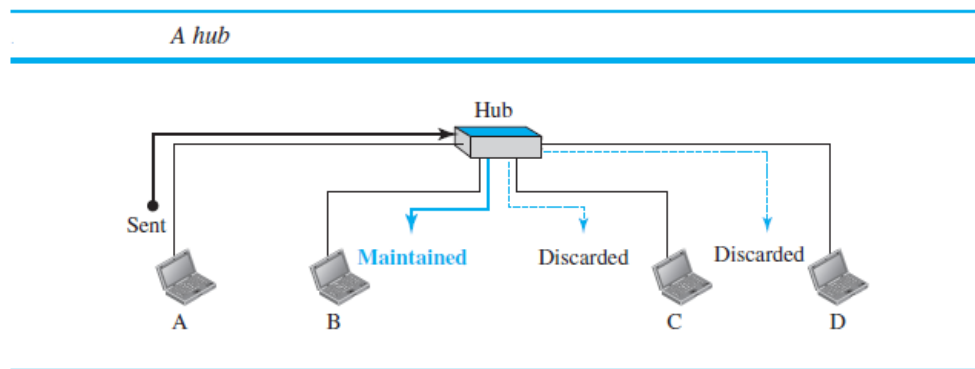 A hub
Hub
Sent
Maintained
Discarded
Discarded
A
B
C
D